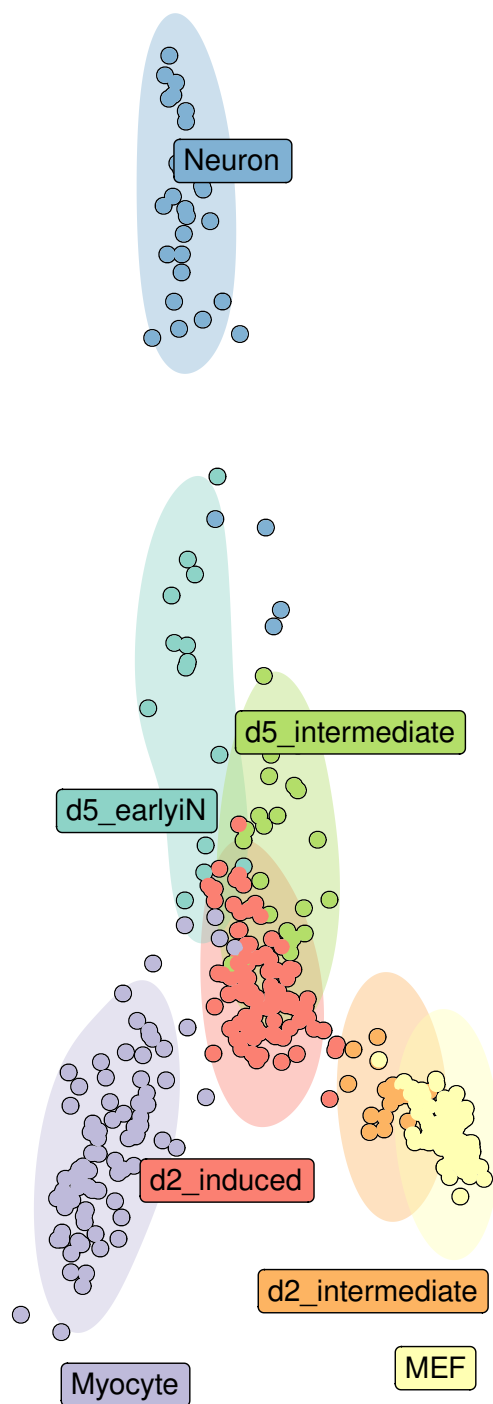 Neuron
d5_intermediate
d5_earlyiN
d2_induced
d2_intermediate
MEF
Myocyte